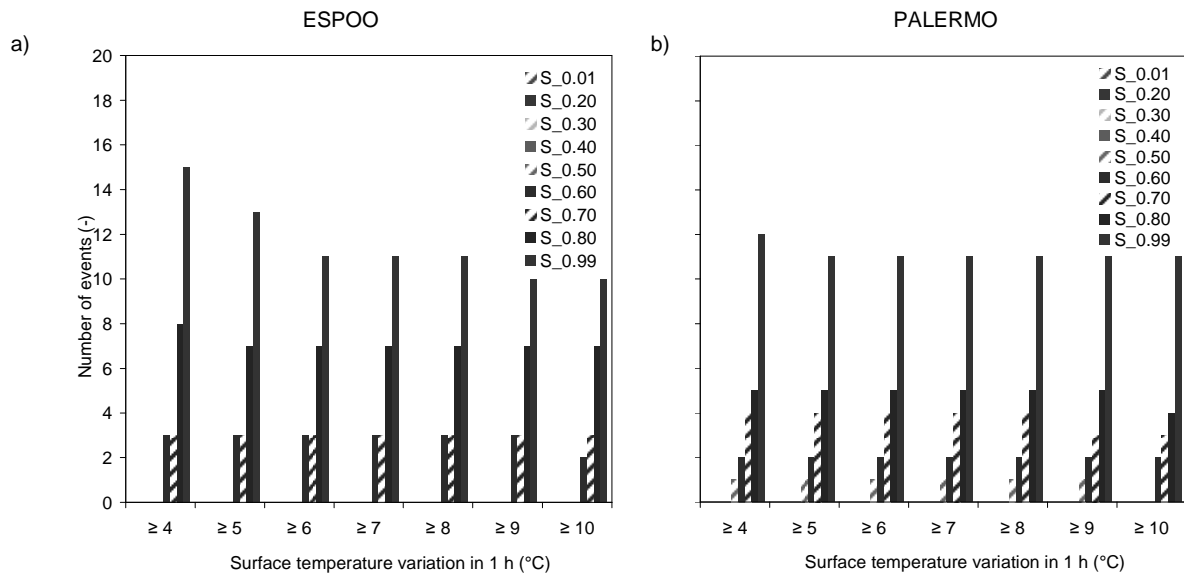 ESPOO
PALERMO
a)
b)
Number of events (-)
20
18
16
14
12
10
8
6
4
2
0
S_0.01
S_0.20
S_0.30
S_0.40
S_0.50
S_0.60
S_0.70
S_0.80
S_0.99
≥ 4 ≥ 5 ≥ 6 ≥ 7 ≥ 8 ≥ 9 ≥ 10
Surface temperature variation in 1 h (°C)
S_0.01
S_0.20
S_0.30
S_0.40
S_0.50
S_0.60
S_0.70
S_0.80
S_0.99
≥ 4 ≥ 5 ≥ 6 ≥ 7 ≥ 8 ≥ 9 ≥ 10
Surface temperature variation in 1 h (°C)